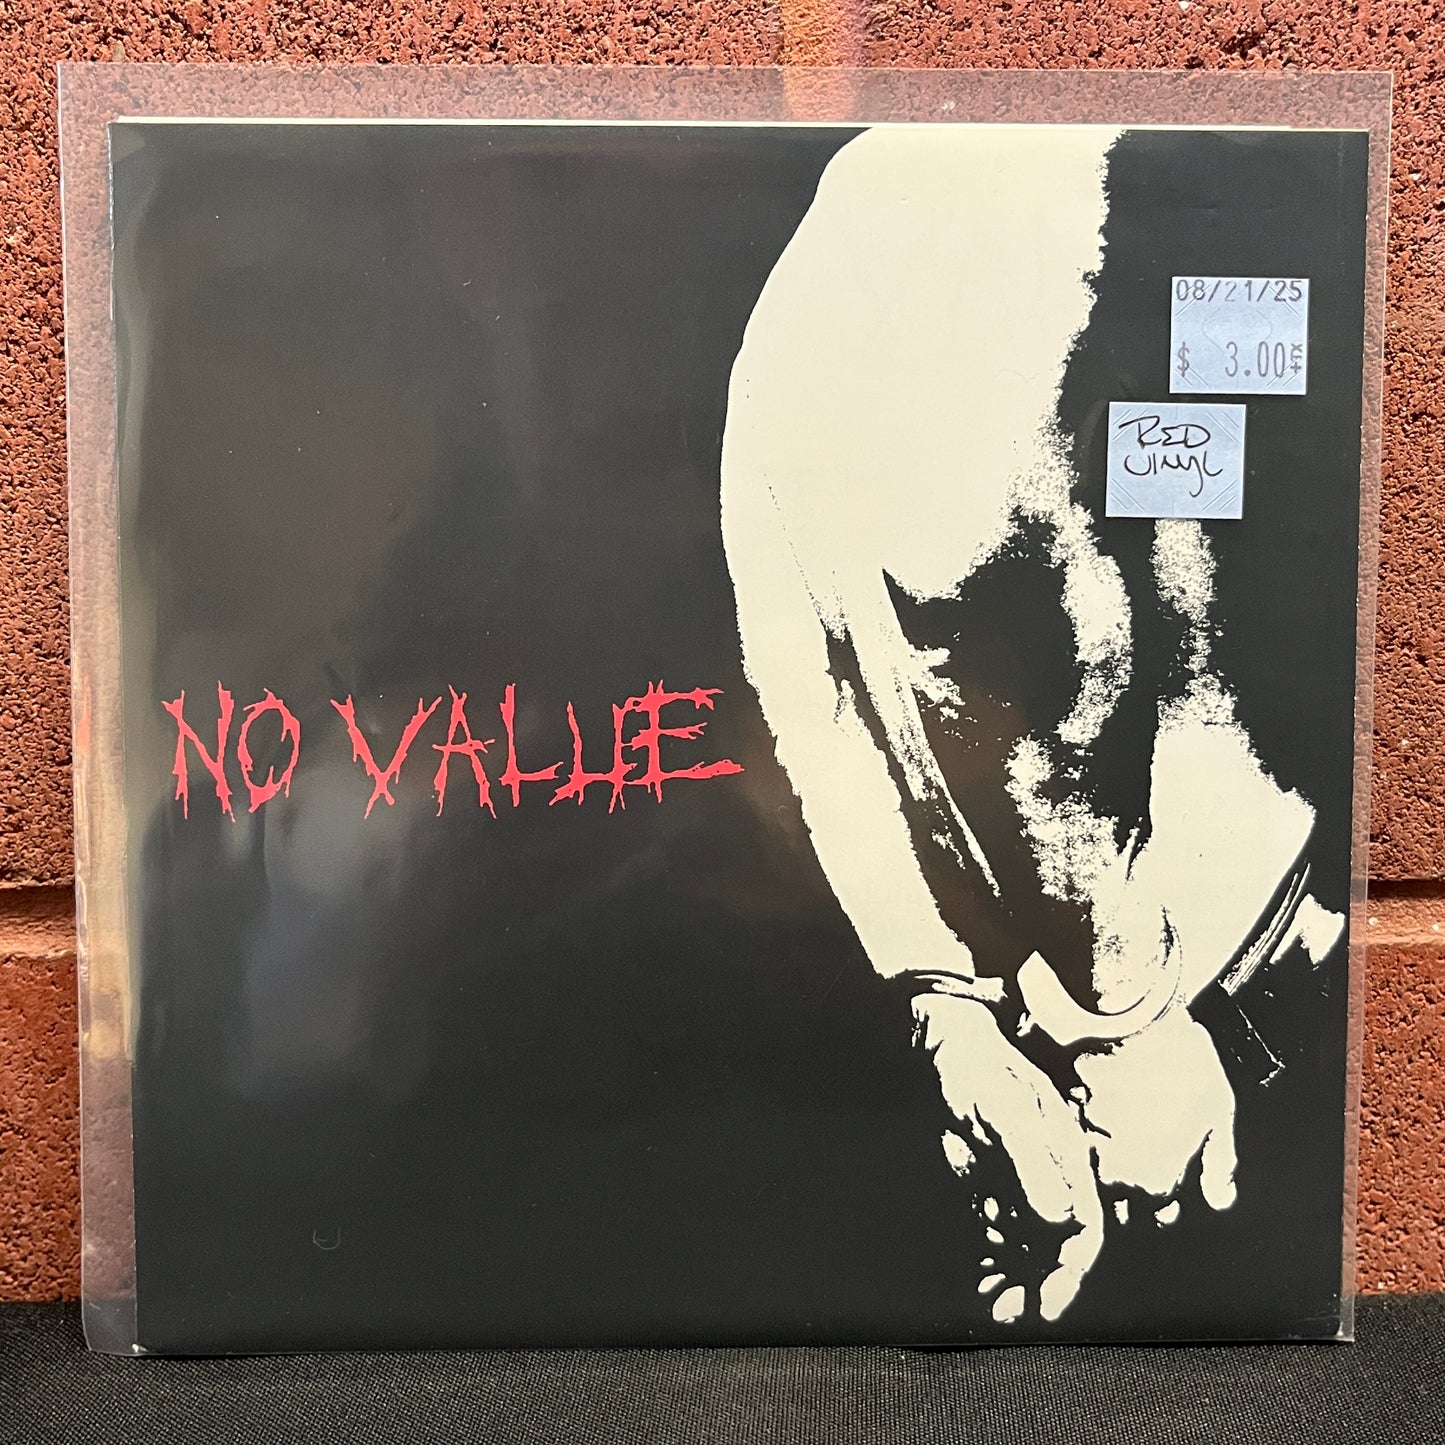 08/21/25
$ 3.00
RED
VINYL
NO VALUE